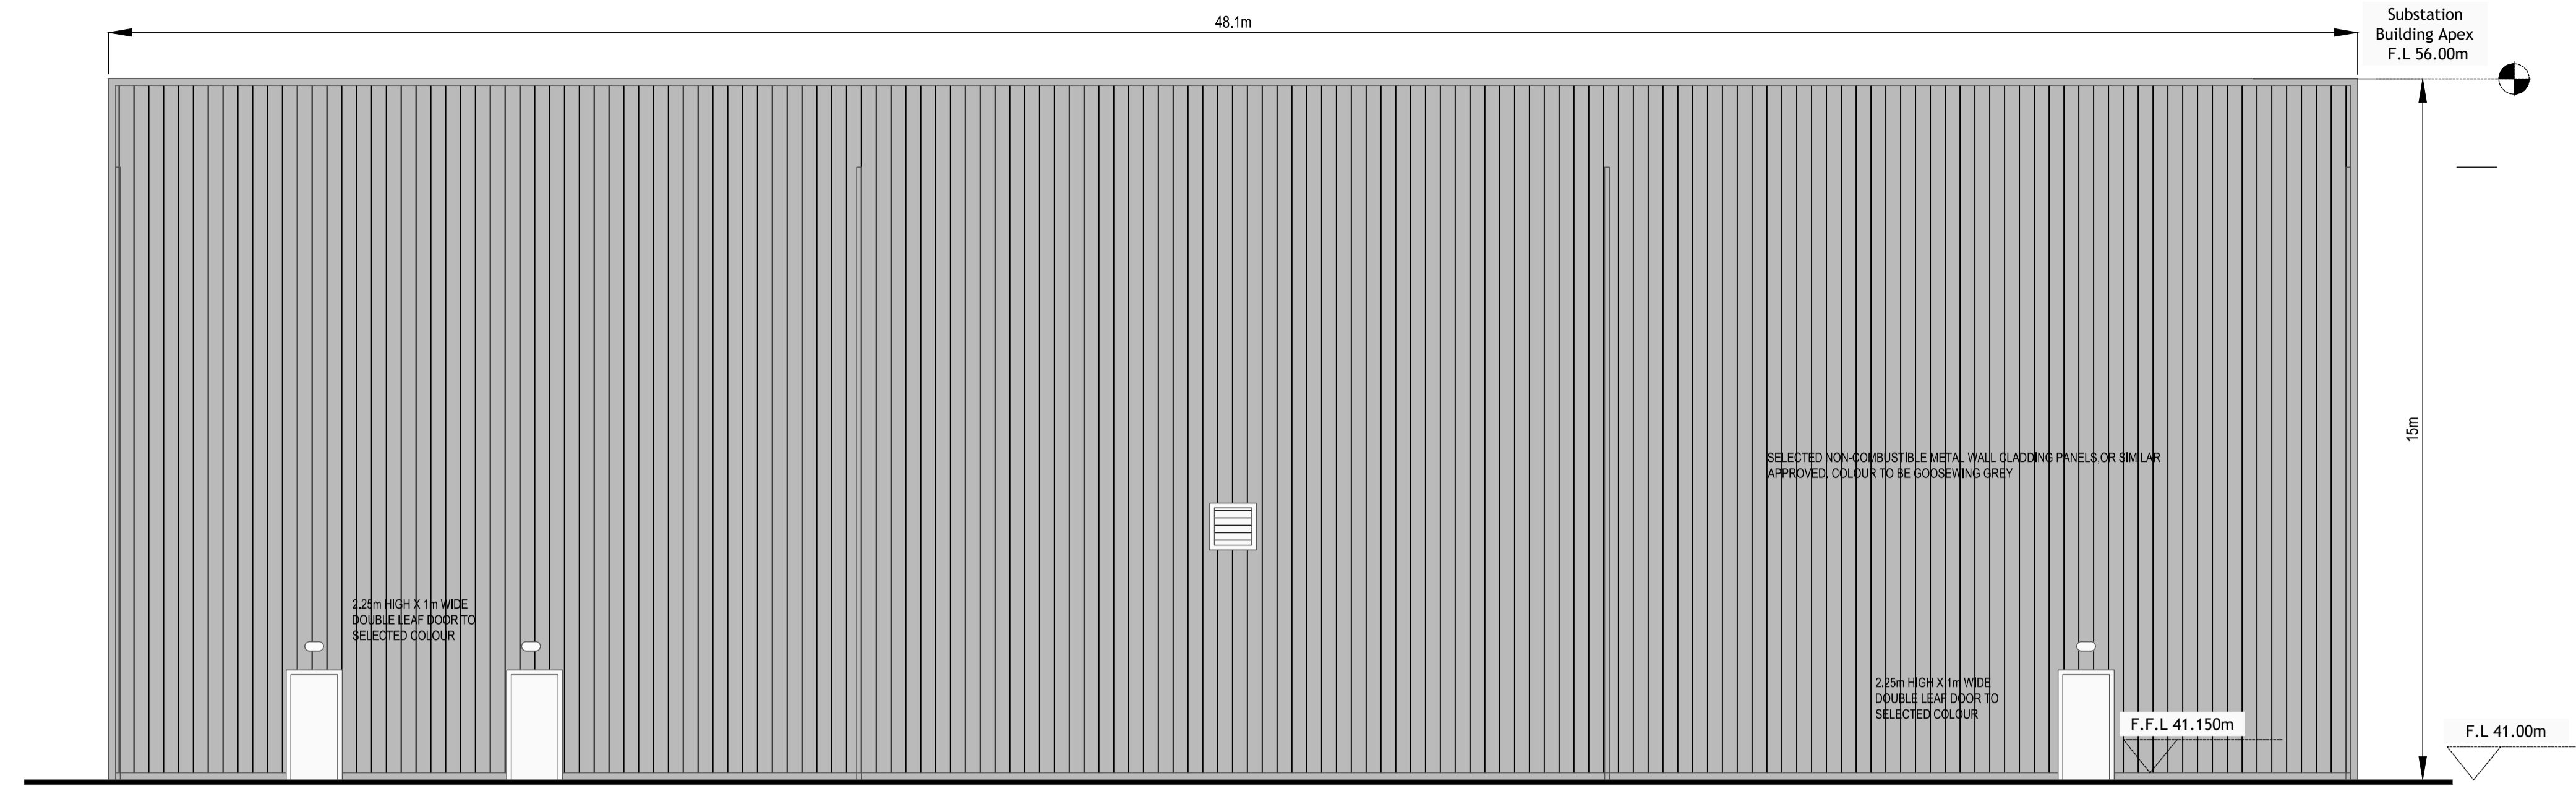 48.1m
Substation
Building Apex
F.L 56.00m
15m
SELECTED NON-COMBUSTIBLE METAL WALL CLADDING PANELS,OR SIMILAR
APPROVED. COLOUR TO BE GOOSEWING GREY
2.25m HIGH X 1m WIDE
DOUBLE LEAF DOOR TO
SELECTED COLOUR
2.25m HIGH X 1m WIDE
DOUBLE LEAF DOOR TO
SELECTED COLOUR
F.F.L 41.150m
F.L 41.00m